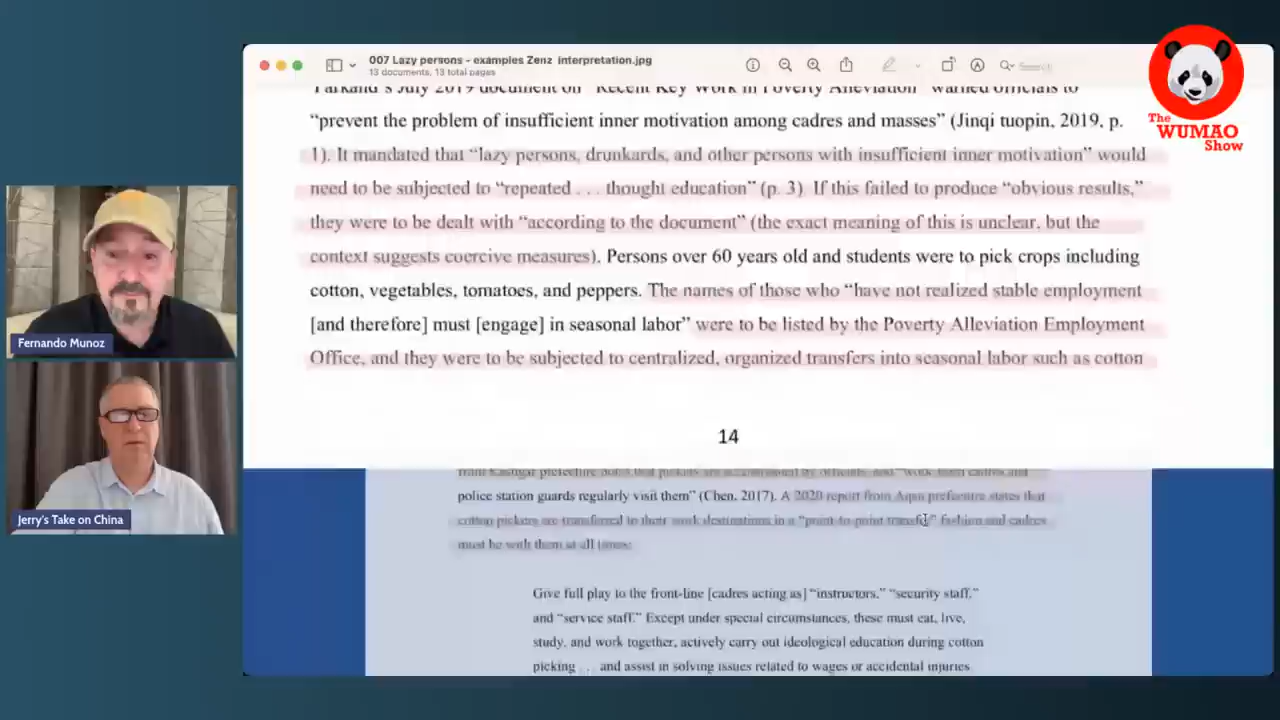 007 Lazy persons - examples Zenz interpretation.jpg
13 documents, 13 total pages
Search
The
WUMAO
Show
July 2019 document on "Recent Key Work in Poverty Alleviation" warned officials to
"prevent the problem of insufficient inner motivation among cadres and masses" (Jinqi tuopin, 2019, p.
1). It mandated that "lazy persons, drunkards, and other persons with insufficient inner motivation" would
need to be subjected to "repeated . . . thought education" (p. 3). If this failed to produce "obvious results,"
they were to be dealt with "according to the document" (the exact meaning of this is unclear, but the
context suggests coercive measures). Persons over 60 years old and students were to pick crops including
cotton, vegetables, tomatoes, and peppers. The names of those who "have not realized stable employment
[and therefore] must [engage] in seasonal labor" were to be listed by the Poverty Alleviation Employment
Office, and they were to be subjected to centralized, organized transfers into seasonal labor such as cotton
14
from Kashgar prefecture notes that pickers are accompanied by officials, and
police station guards regularly visit them" (Chen, 2017). A 2020 report from Aqsu prefecture states that
cotton pickers are transferred to their work destinations in a "point-to-point transfer" fashion and cadres
must be with them at all times:
Give full play to the front-line [cadres acting as] "instructors," "security staff,"
and "service staff." Except under special circumstances, these must eat, live,
study, and work together, actively carry out ideological education during cotton
picking . . . and assist in solving issues related to wages or accidental injuries
Fernando Munoz
Jerry's Take on China